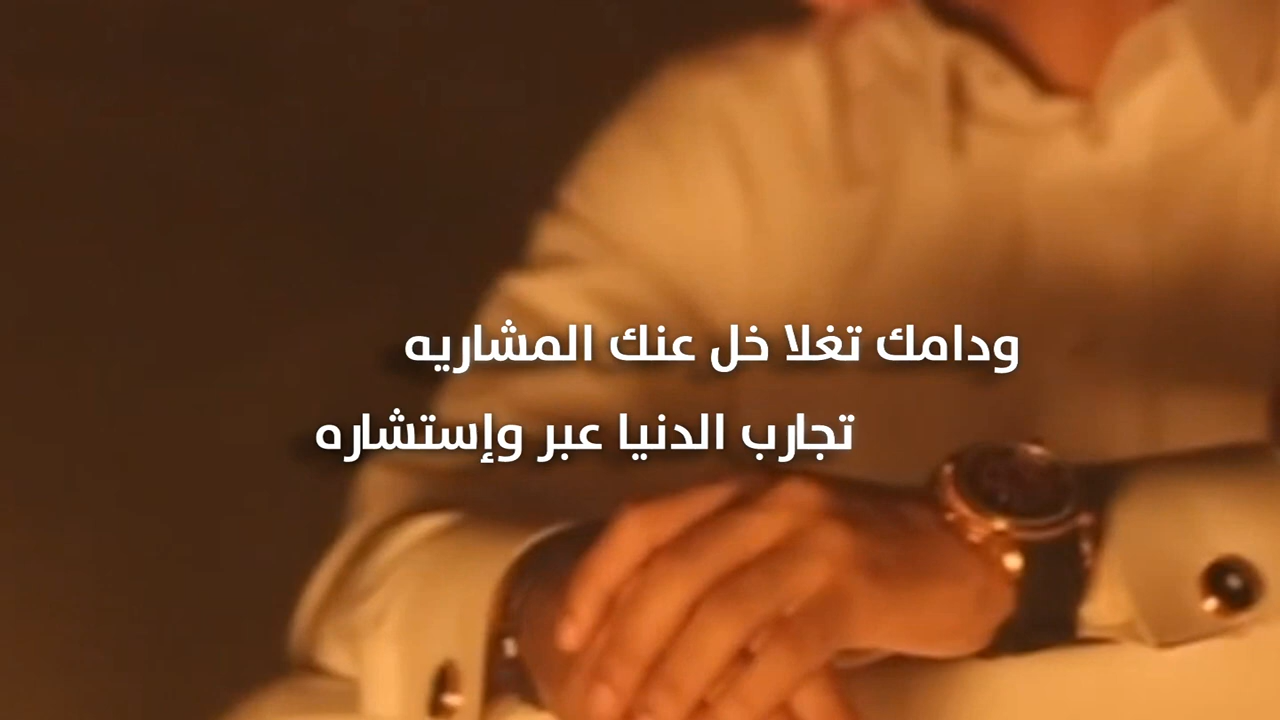 ودامك تغلا خل عنك المشاريه
تجارب الدنيا عبر وإستشاره